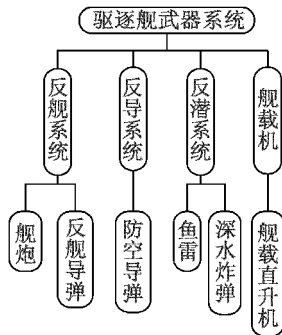 驱逐舰武器系统
反舰系统
反导系统
反潜系统
舰载机
舰炮
反舰导弹
防空导弹
鱼雷
深水炸弹
舰载直升机